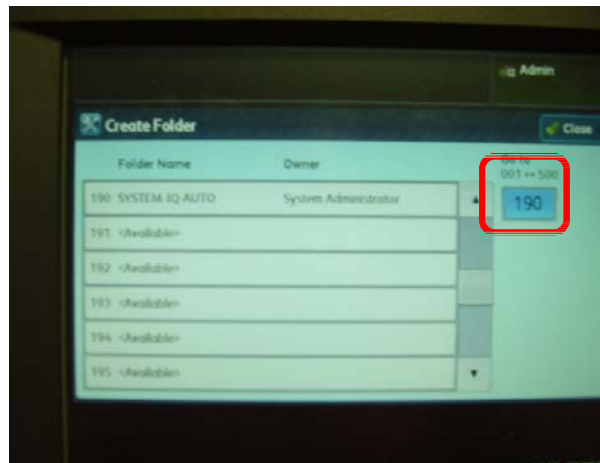 Admin
Create Folder
Close
Folder Name Owner
Go to
001 ↔ 500
190
190 SYSTEM-IQ-AUTO System Administrator
191 <Available>
192 <Available>
193 <Available>
194 <Available>
195 <Available>